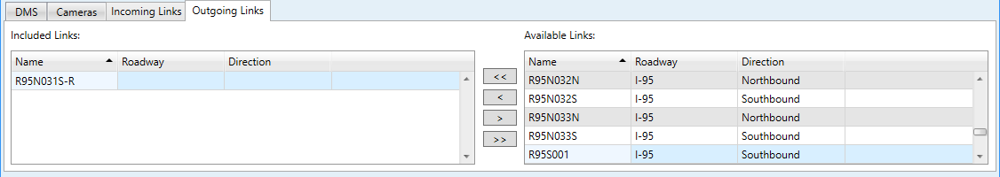 DMS Cameras Incoming Links Outgoing Links
Included Links: Available Links:
Name Roadway Direction Name Roadway Direction
R95N031S-R << R95N032N I-95 Northbound
< R95N032S I-95 Southbound
> R95N033N I-95 Northbound
>> R95N033S I-95 Southbound
R95S001 I-95 Southbound